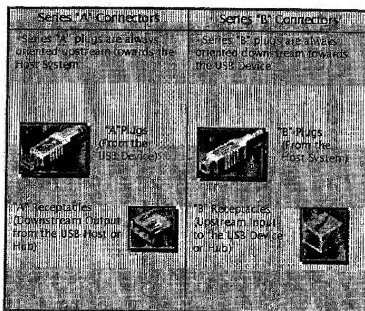 Series "A" Connectors
Series "A" plugs are always
oriented upstream towards the
Host System
"A" Plugs
(From the
USB Device)
"A" Receptacles
(Downstream Output
from the USB Host or
Hub)
Series "B" Connectors
Series "B" plugs are always
oriented downstream towards
the USB Device
"B" Plugs
(From the
Host System)
"B" Receptacles
(Upstream Input
to the USB Device
or Hub)